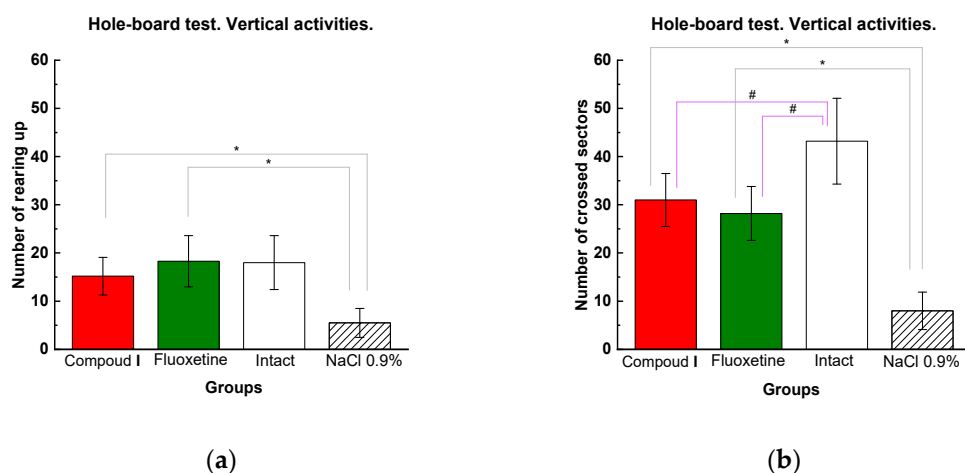 Hole-board test. Vertical activities.
60
50
40
30
20
10
0
Number of rearing up
*
*
Compoud I
Fluoxetine
Intact
NaCl 0.9%
Groups
(a)
Hole-board test. Vertical activities.
60
50
40
30
20
10
0
Number of crossed sectors
*
*
#
#
Compoud I
Fluoxetine
Intact
NaCl 0.9%
Groups
(b)